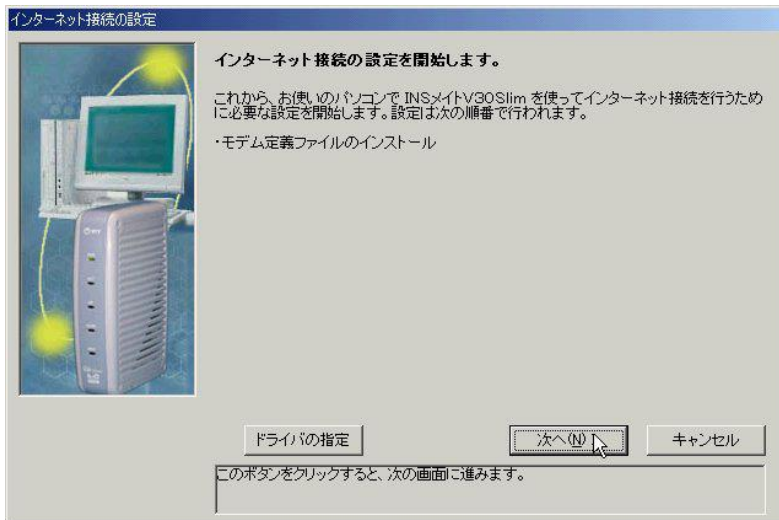 インターネット接続の設定
インターネット接続の設定を開始します。
これから、お使いのパソコンで INSメイトV30Slim を使ってインターネット接続を行うため
に必要な設定を開始します。設定は次の順番で行われます。
・モデム定義ファイルのインストール
ドライバの指定
次へ(N)
キャンセル
このボタンをクリックすると、次の画面に進みます。